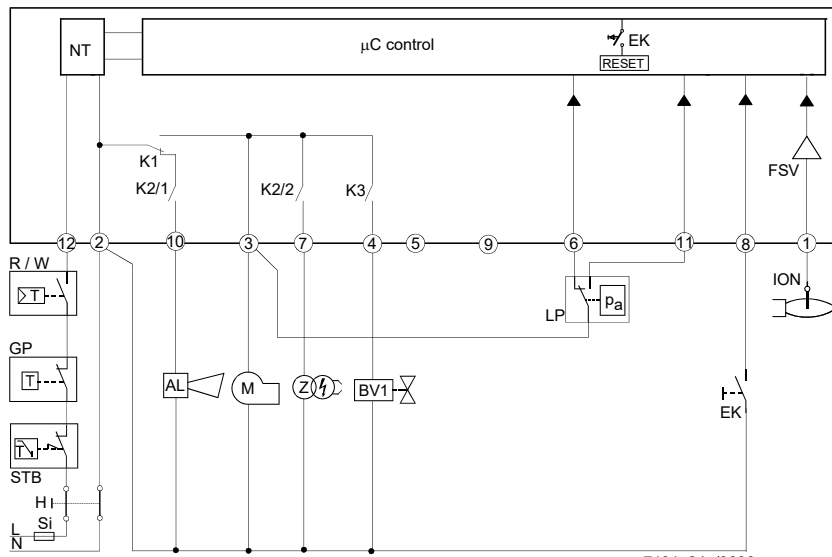 NT
µC control
EK
RESET
FSV
K1
K2/1
K2/2
K3
12
2
10
3
7
4
5
9
6
11
8
1
R / W
T
ION
LP
pa
GP
T
AL
M
Z
BV1
EK
T
STB
H
Si
L
N